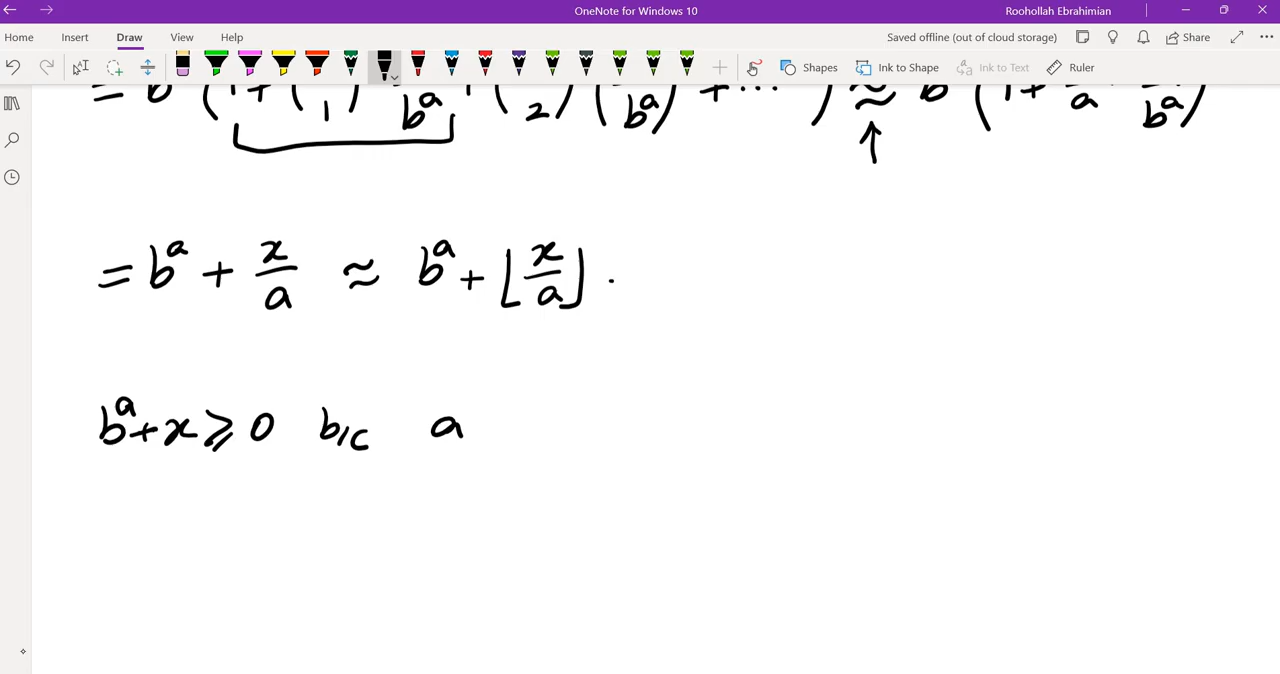 OneNote for Windows 10
Roohollah Ebrahimian
Home Insert Draw View Help
Saved offline (out of cloud storage)
Share
Shapes Ink to Shape Ink to Text Ruler
= b^a + x/a ≈ b^a + ⌊x/a⌋.
b^a + x ⩾ 0 b/c a